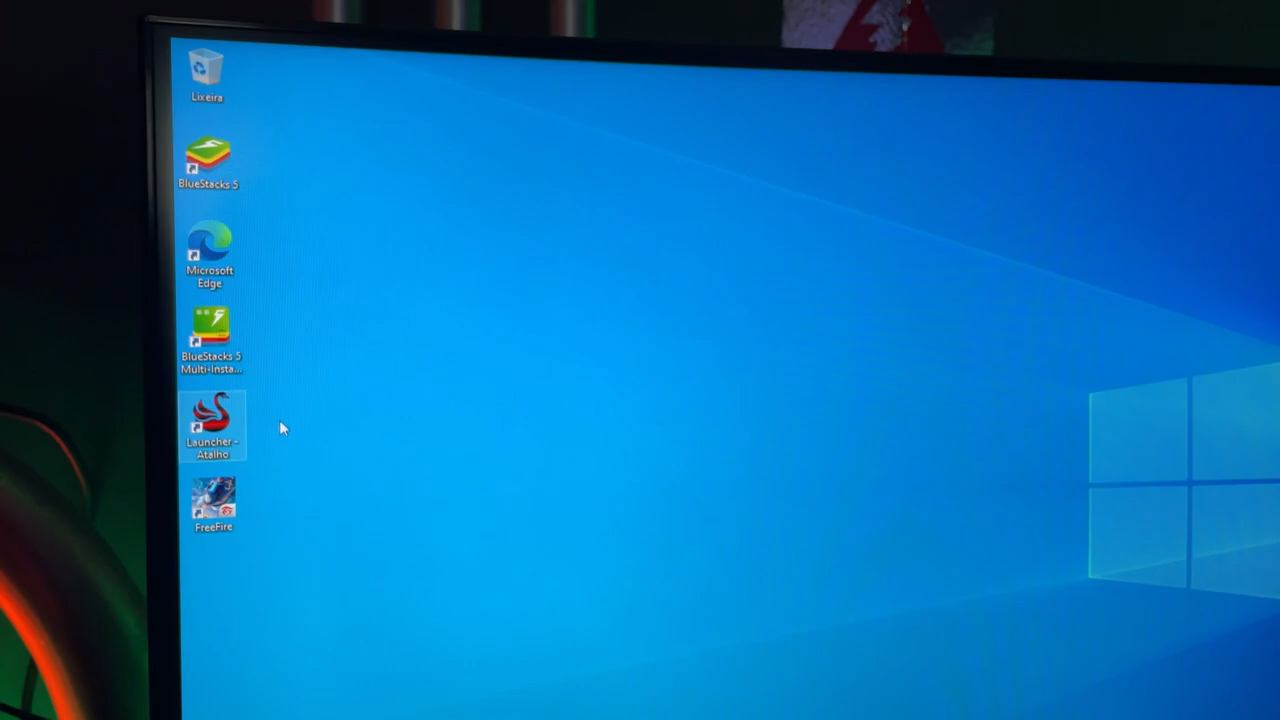 Lixeira
BlueStacks 5
Microsoft
Edge
BlueStacks 5
Multi-Insta...
Launcher -
Atalho
FreeFire